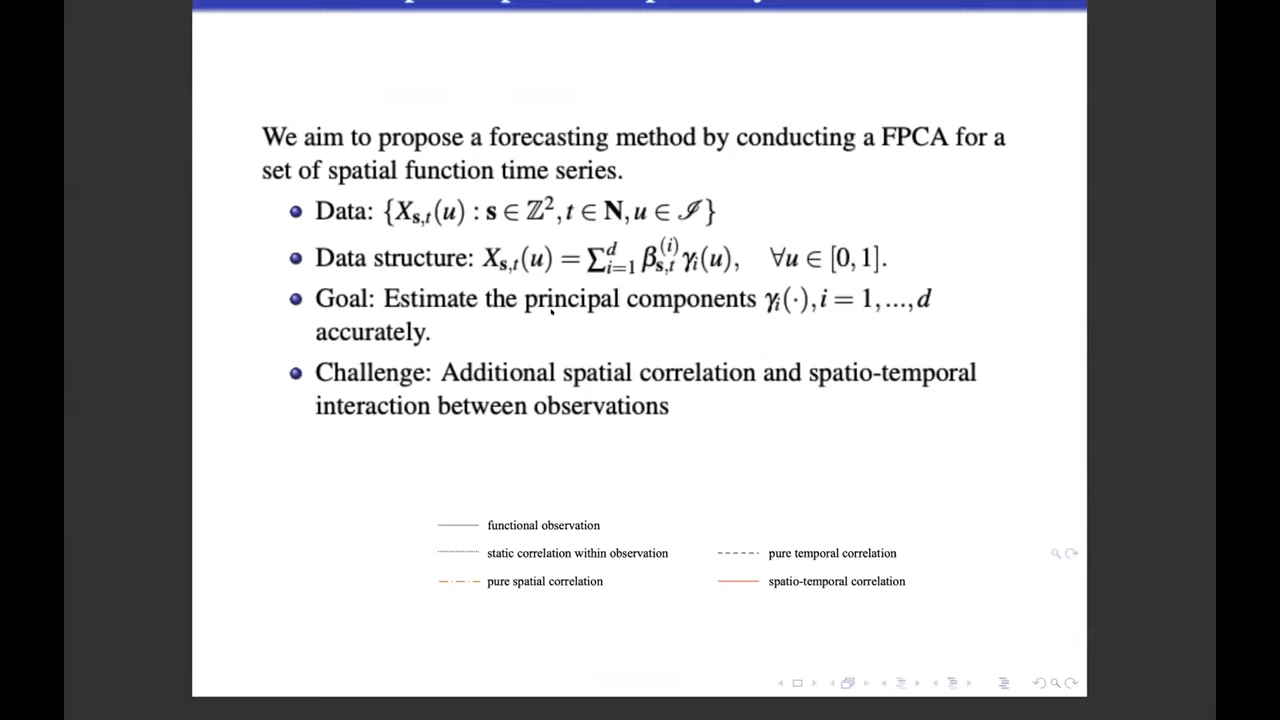 We aim to propose a forecasting method by conducting a FPCA for a
set of spatial function time series.
Data: {X_{s,t}(u) : s ∈ ℤ², t ∈ N, u ∈ 𝓘}
Data structure: X_{s,t}(u) = ∑_{i=1}^{d} β_{s,t}^{(i)} γ_i(u), ∀u ∈ [0, 1].
Goal: Estimate the principal components γ_i(·), i = 1, ..., d
accurately.
Challenge: Additional spatial correlation and spatio-temporal
interaction between observations
functional observation
static correlation within observation
pure temporal correlation
pure spatial correlation
spatio-temporal correlation